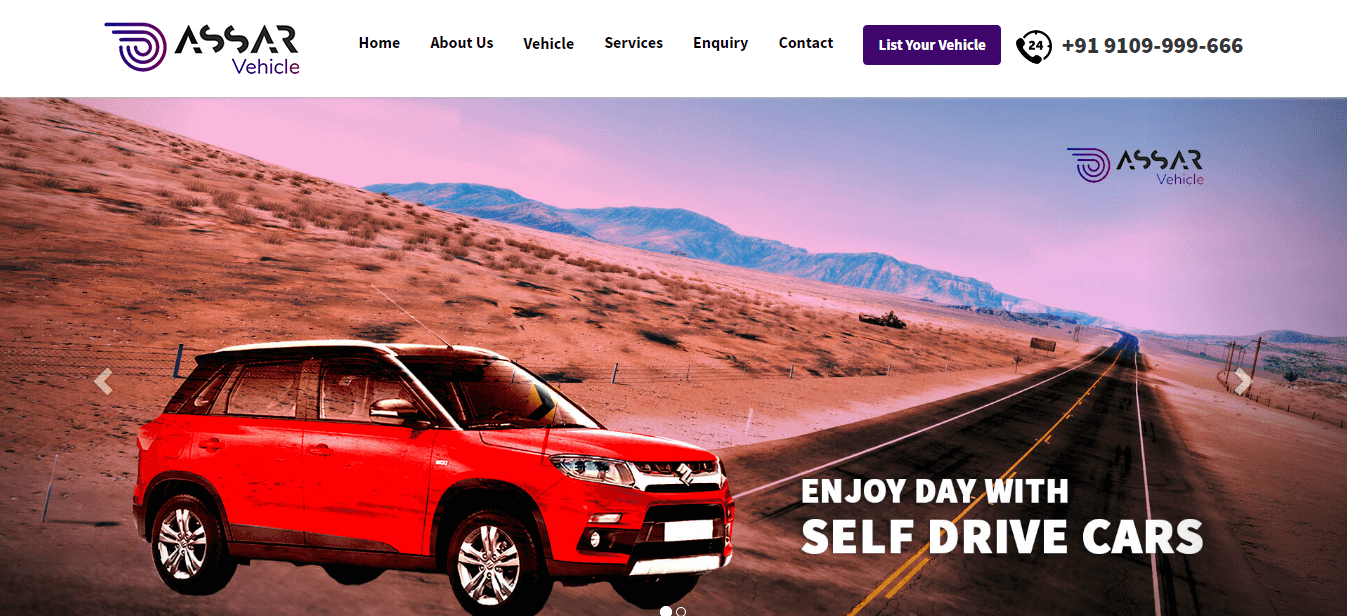 ASSAR
Vehicle
Home About Us Vehicle Services Enquiry Contact List Your Vehicle 24 +91 9109-999-666
ASSAR
Vehicle
ENJOY DAY WITH
SELF DRIVE CARS